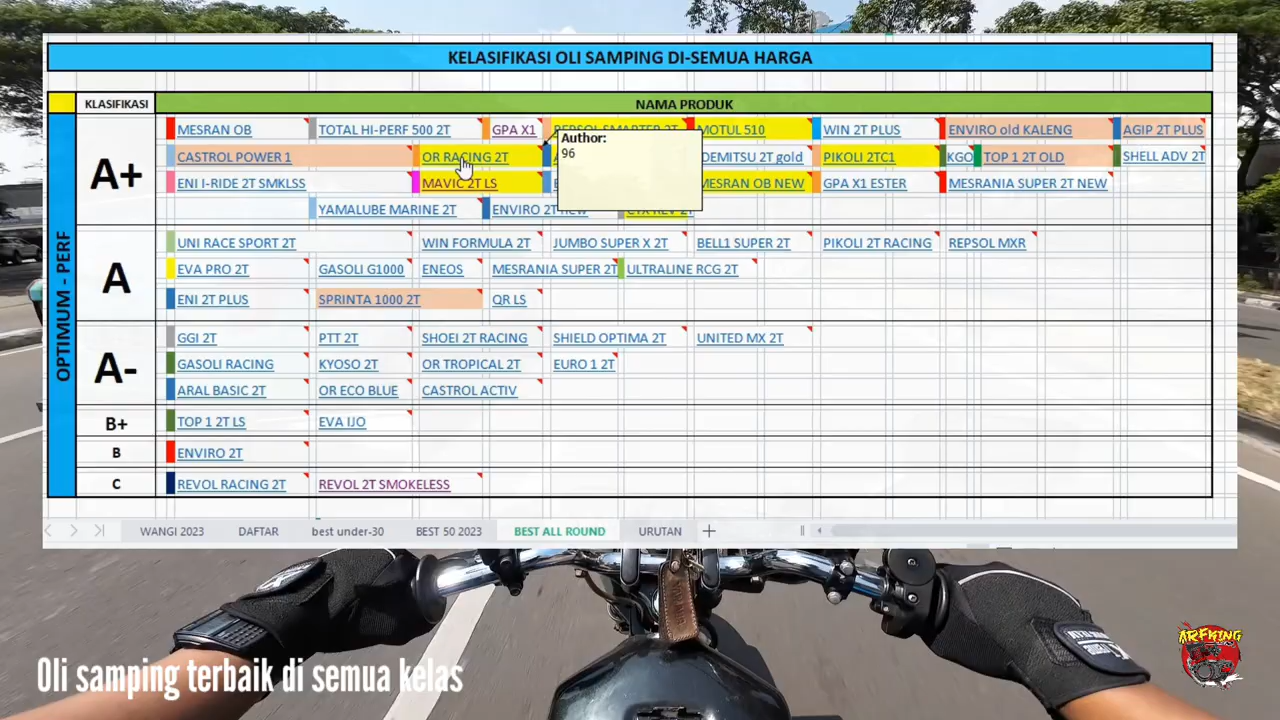 KELASIFIKASI OLI SAMPING DI-SEMUA HARGA
KLASIFIKASI NAMA PRODUK
OPTIMUM - PERF
A+
MESRAN OB TOTAL HI-PERF 500 2T GPA X1 REPSOL SMARTER 2T MOTUL 510 WIN 2T PLUS ENVIRO old KALENG AGIP 2T PLUS
CASTROL POWER 1 OR RACING 2T DEMITSU 2T gold PIKOLI 2TC1 KGO TOP 1 2T OLD SHELL ADV 2T
ENI I-RIDE 2T SMKLSS MAVIC 2T LS MESRAN OB NEW GPA X1 ESTER MESRANIA SUPER 2T NEW
YAMALUBE MARINE 2T ENVIRO 2T new
Author:
96
A
UNI RACE SPORT 2T WIN FORMULA 2T JUMBO SUPER X 2T BELL1 SUPER 2T PIKOLI 2T RACING REPSOL MXR
EVA PRO 2T GASOLI G1000 ENEOS MESRANIA SUPER 2T ULTRALINE RCG 2T
ENI 2T PLUS SPRINTA 1000 2T QR LS
A-
GGI 2T PTT 2T SHOEI 2T RACING SHIELD OPTIMA 2T UNITED MX 2T
GASOLI RACING KYOSO 2T OR TROPICAL 2T EURO 1 2T
ARAL BASIC 2T OR ECO BLUE CASTROL ACTIV
B+ TOP 1 2T LS EVA IJO
B ENVIRO 2T
C REVOL RACING 2T REVOL 2T SMOKELESS
WANGI 2023 DAFTAR best under-30 BEST 50 2023 BEST ALL ROUND URUTAN
Oli samping terbaik di semua kelas
ARFKING